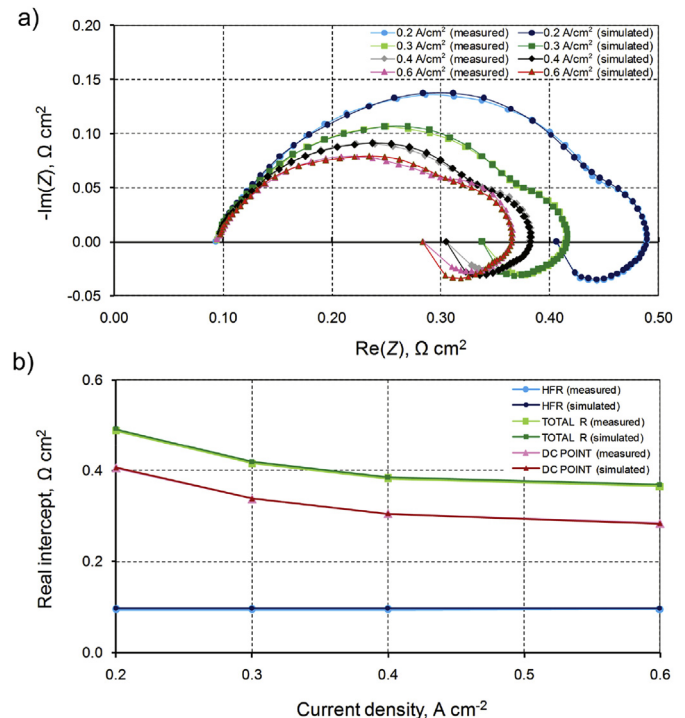 a)
0.20
0.15
0.10
0.05
0.00
-0.05
-Im(Z), Ω cm²
0.2 A/cm² (measured)
0.2 A/cm² (simulated)
0.3 A/cm² (measured)
0.3 A/cm² (simulated)
0.4 A/cm² (measured)
0.4 A/cm² (simulated)
0.6 A/cm² (measured)
0.6 A/cm² (simulated)
0.00 0.10 0.20 0.30 0.40 0.50
Re(Z), Ω cm²
b)
0.6
0.4
0.2
0.0
Real intercept, Ω cm²
HFR (measured)
HFR (simulated)
TOTAL R (measured)
TOTAL R (simulated)
DC POINT (measured)
DC POINT (simulated)
0.2 0.3 0.4 0.5 0.6
Current density, A cm⁻²